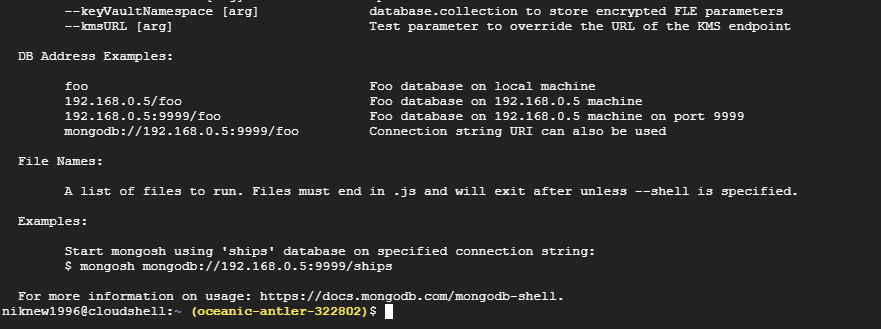 --keyVaultNamespace [arg] database.collection to store encrypted FLE parameters
--kmsURL [arg] Test parameter to override the URL of the KMS endpoint
DB Address Examples:
foo Foo database on local machine
192.168.0.5/foo Foo database on 192.168.0.5 machine
192.168.0.5:9999/foo Foo database on 192.168.0.5 machine on port 9999
mongodb://192.168.0.5:9999/foo Connection string URI can also be used
File Names:
A list of files to run. Files must end in .js and will exit after unless --shell is specified.
Examples:
Start mongosh using 'ships' database on specified connection string:
$ mongosh mongodb://192.168.0.5:9999/ships
For more information on usage: https://docs.mongodb.com/mongodb-shell.
niknew1996@cloudshell:~ (oceanic-antler-322802)$